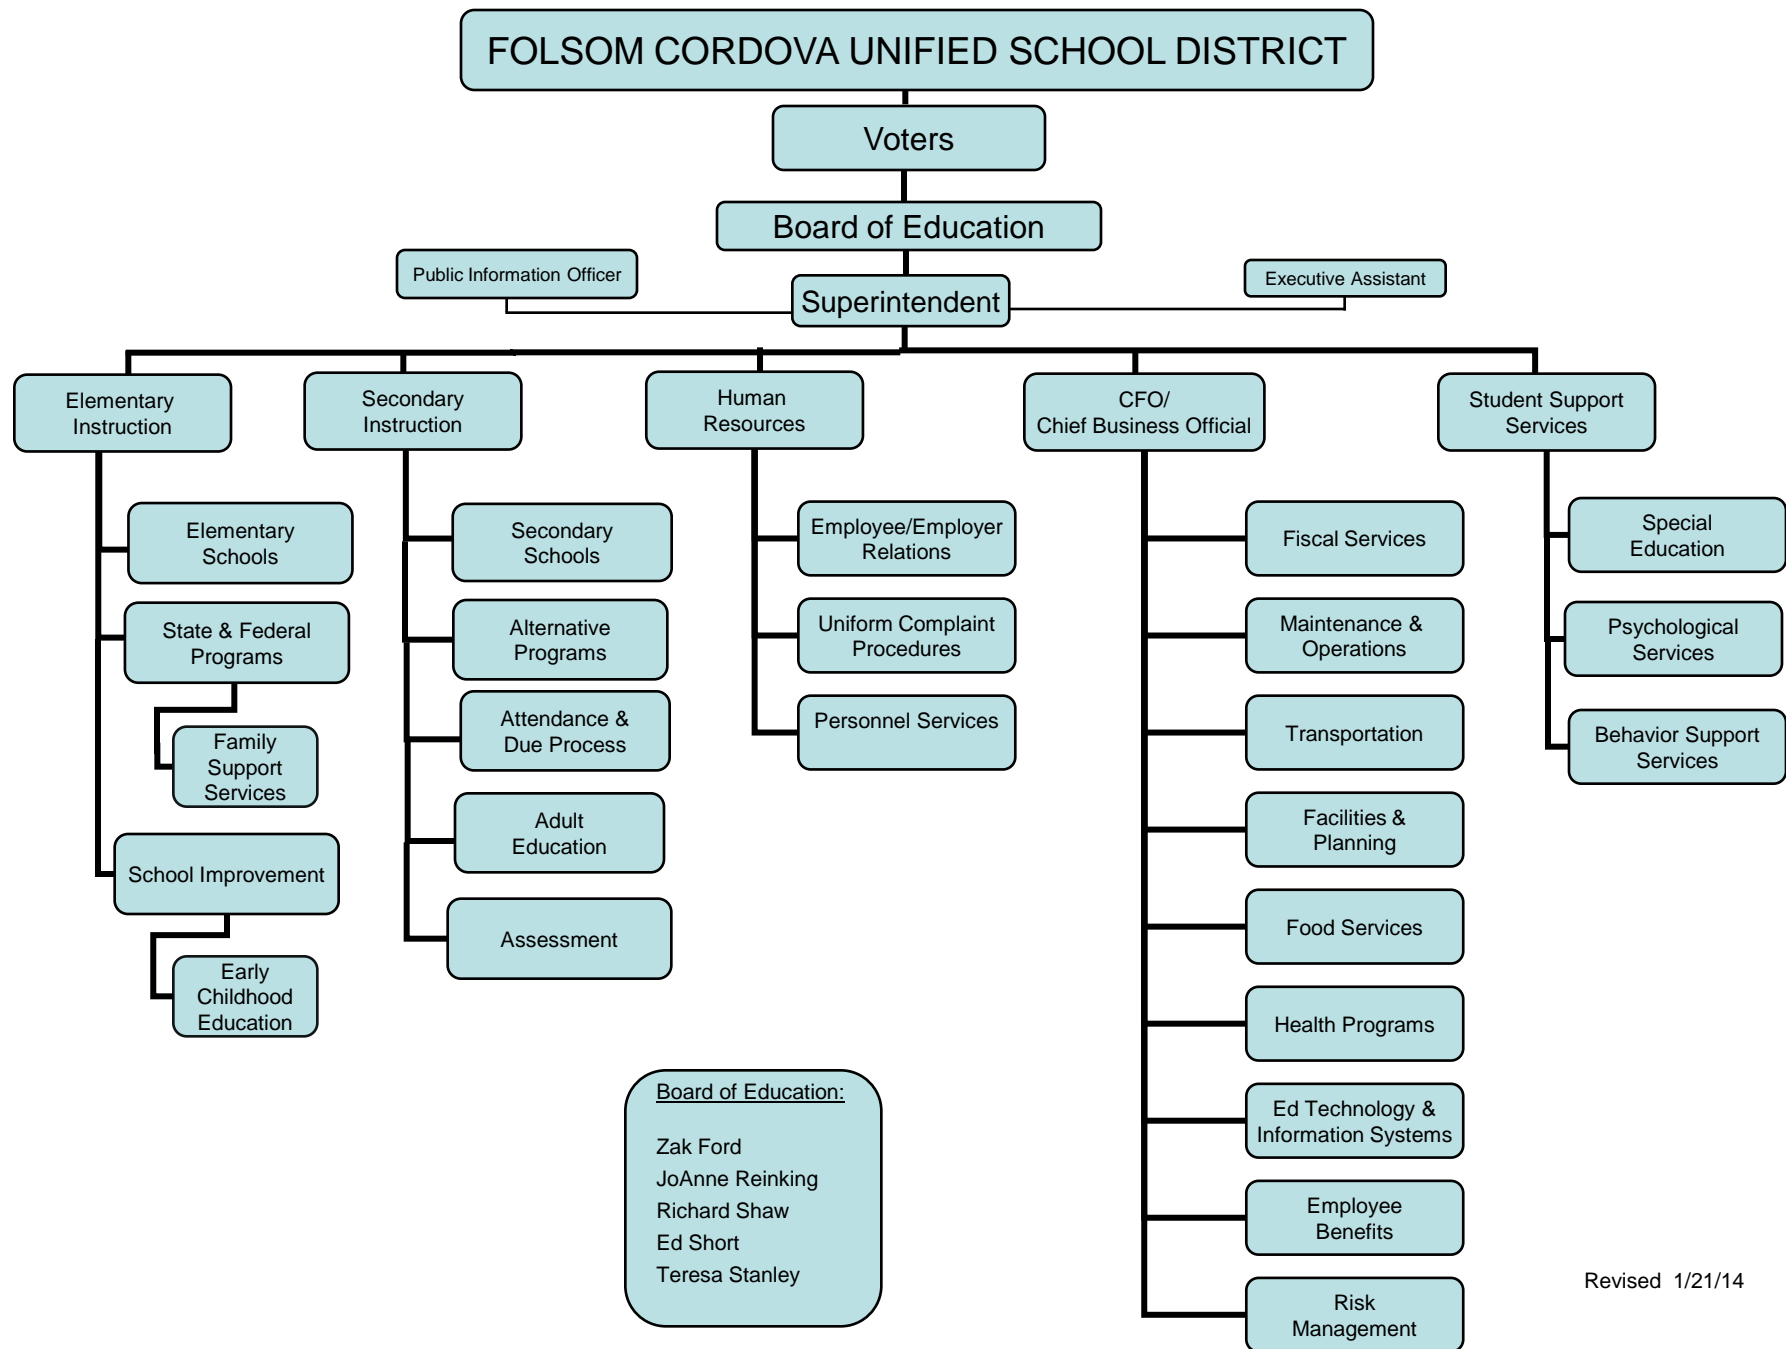 FOLSOM CORDOVA UNIFIED SCHOOL DISTRICT
Voters
Board of Education
Public Information Officer
Executive Assistant
Superintendent
Elementary
Instruction
Secondary
Instruction
Human
Resources
CFO/
Chief Business Official
Student Support
Services
Elementary
Schools
State & Federal
Programs
Family
Support
Services
School Improvement
Early
Childhood
Education
Secondary
Schools
Alternative
Programs
Attendance &
Due Process
Adult
Education
Assessment
Employee/Employer
Relations
Uniform Complaint
Procedures
Personnel Services
Fiscal Services
Maintenance &
Operations
Transportation
Facilities &
Planning
Food Services
Health Programs
Ed Technology &
Information Systems
Employee
Benefits
Risk
Management
Special
Education
Psychological
Services
Behavior Support
Services
Board of Education:
Zak Ford
JoAnne Reinking
Richard Shaw
Ed Short
Teresa Stanley
Revised 1/21/14